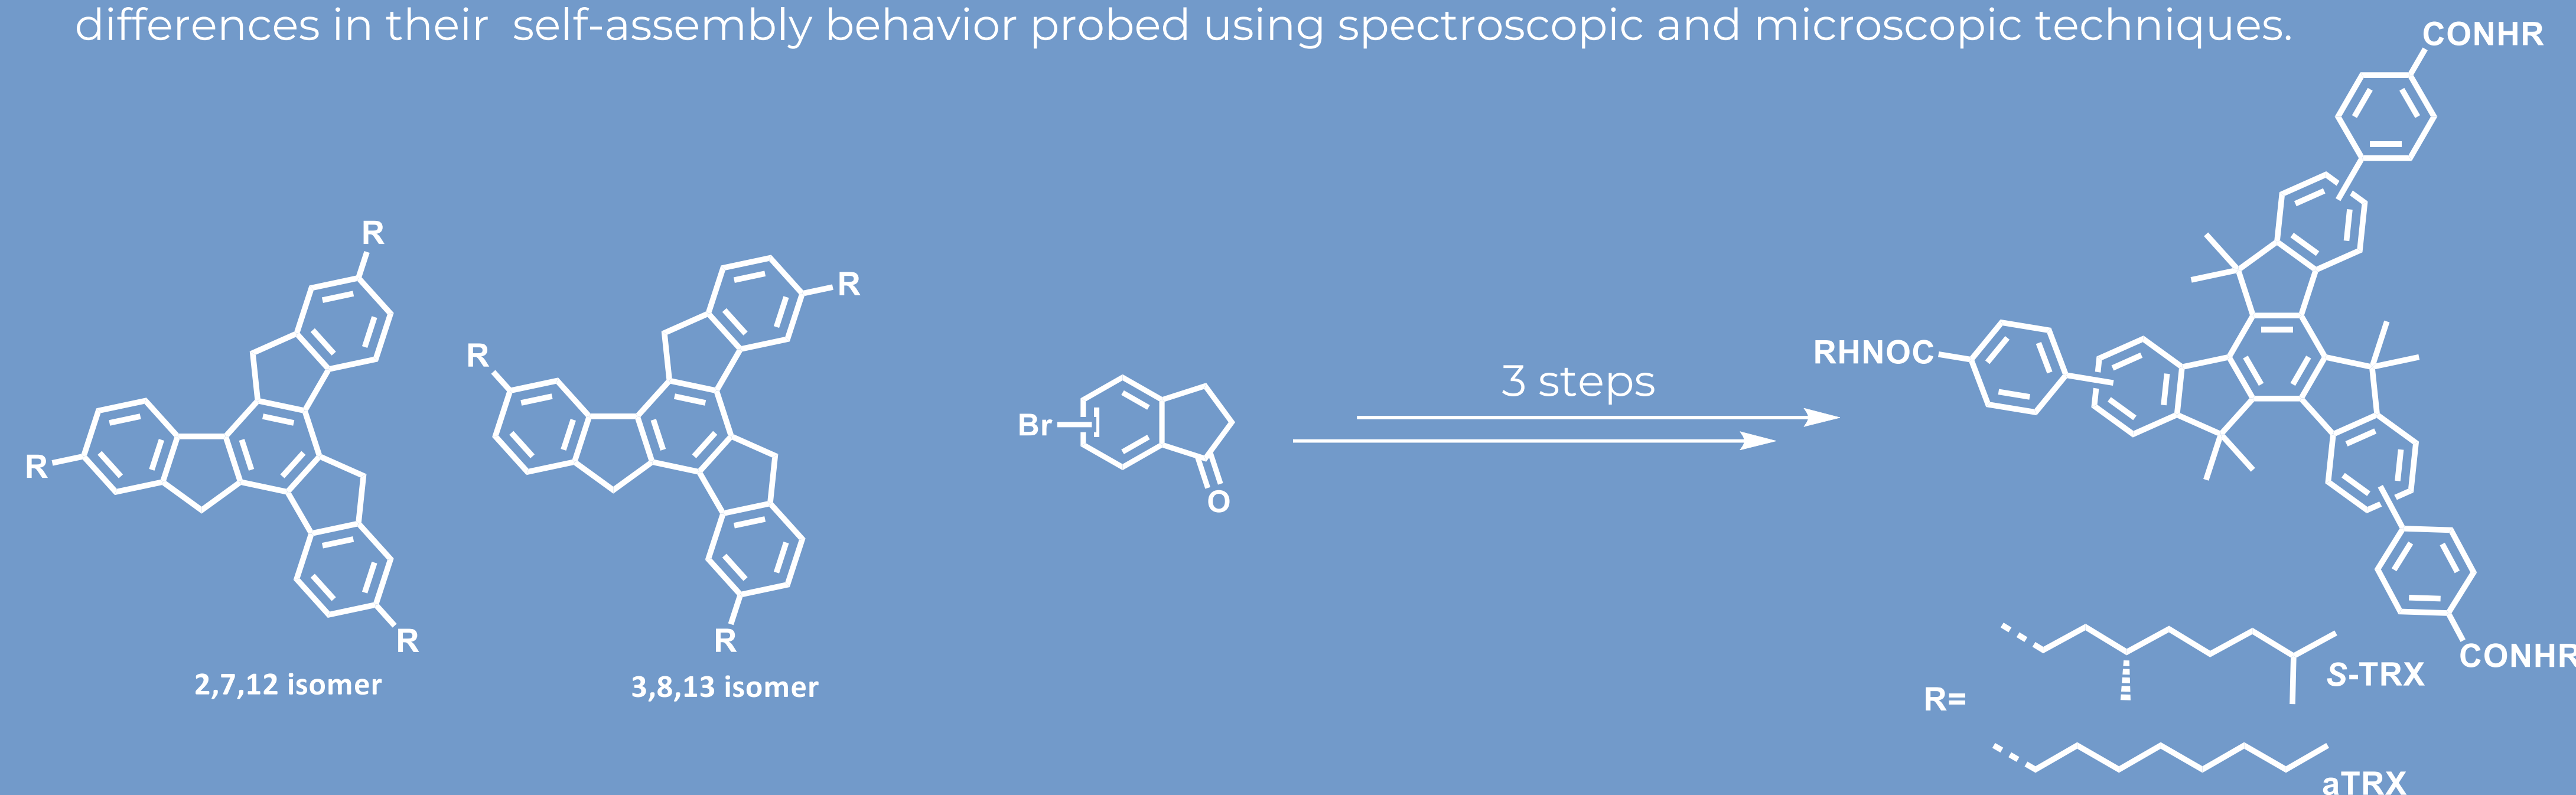 differences in their self-assembly behavior probed using spectroscopic and microscopic techniques.
CONHR
R
R
R
R
R
R
2,7,12 isomer
3,8,13 isomer
Br
O
3 steps
RHNOC
CONHR
R=
S-TRX
aTRX